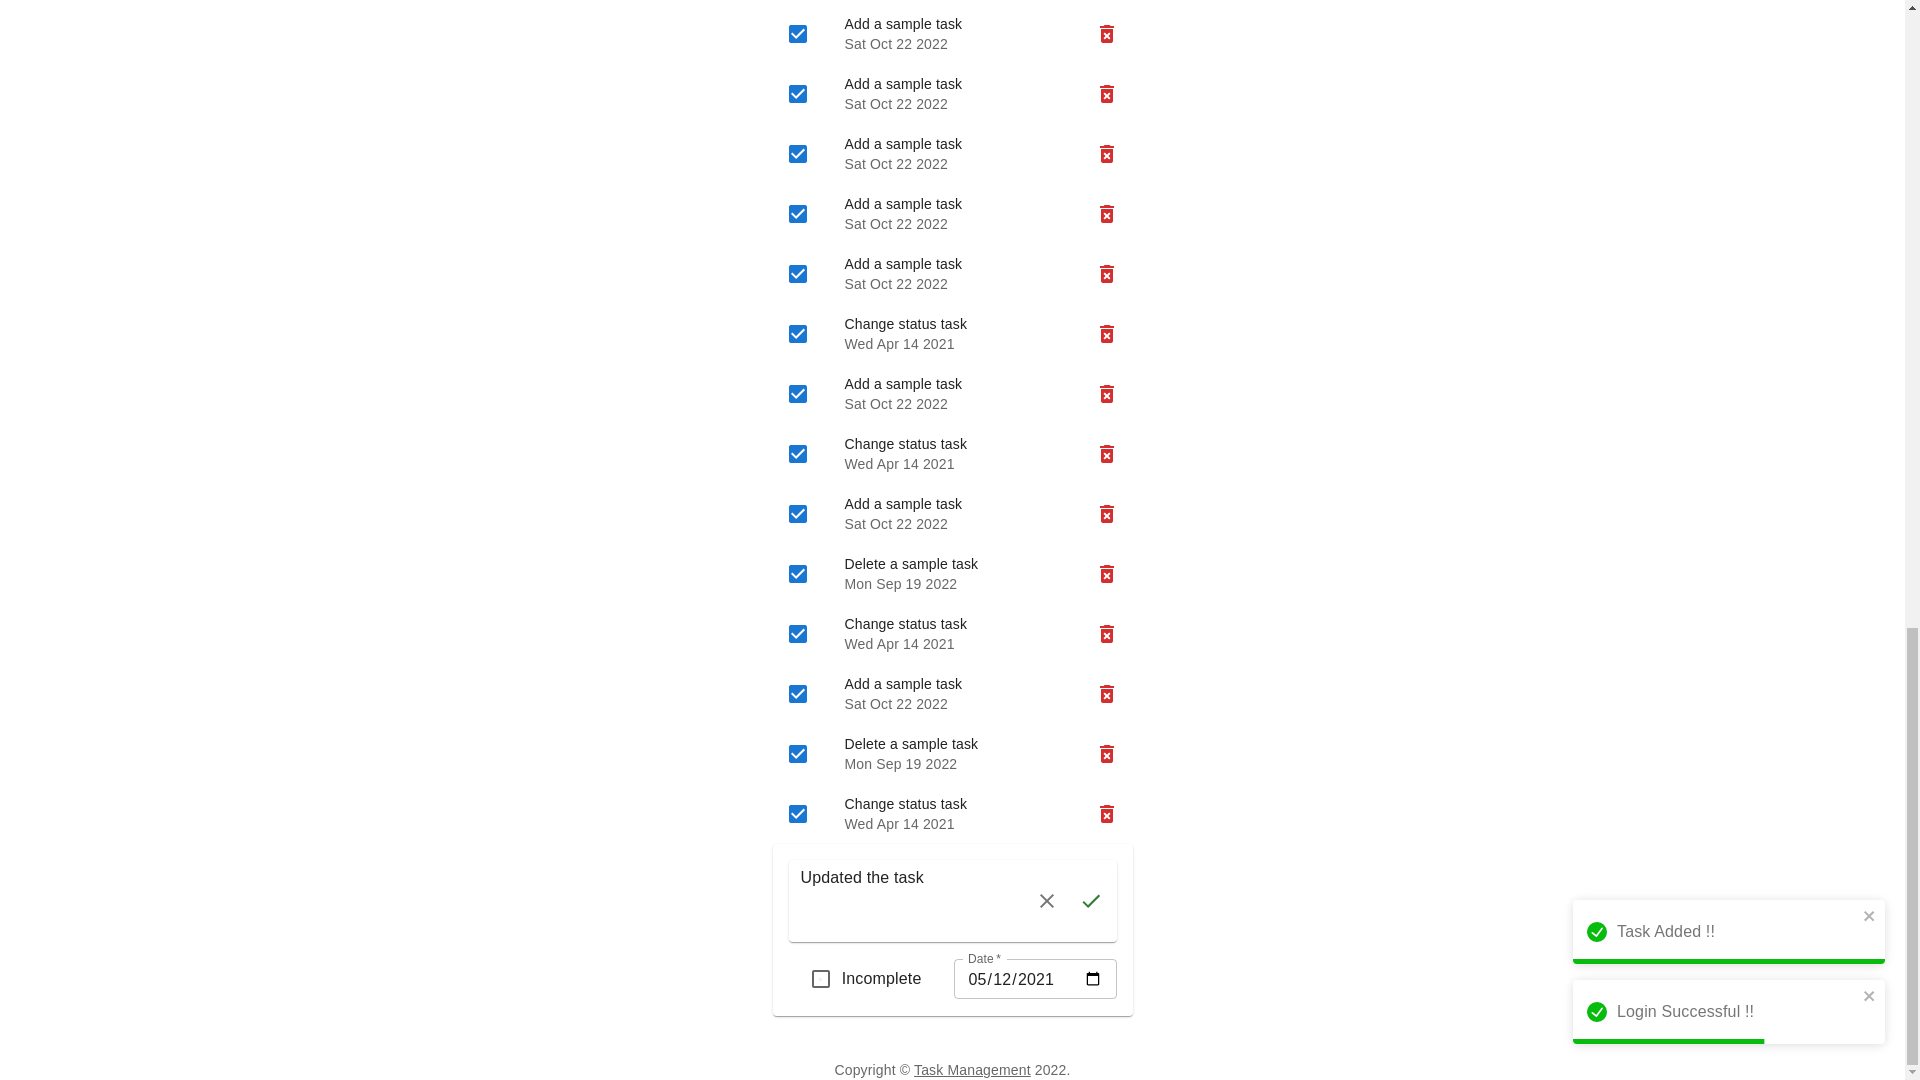 Add a sample task
Sat Oct 22 2022
Add a sample task
Sat Oct 22 2022
Add a sample task
Sat Oct 22 2022
Add a sample task
Sat Oct 22 2022
Add a sample task
Sat Oct 22 2022
Change status task
Wed Apr 14 2021
Add a sample task
Sat Oct 22 2022
Change status task
Wed Apr 14 2021
Add a sample task
Sat Oct 22 2022
Delete a sample task
Mon Sep 19 2022
Change status task
Wed Apr 14 2021
Add a sample task
Sat Oct 22 2022
Delete a sample task
Mon Sep 19 2022
Change status task
Wed Apr 14 2021
Updated the task
Incomplete
Date *
05/12/2021
Task Added !!
Login Successful !!
Copyright © Task Management 2022.